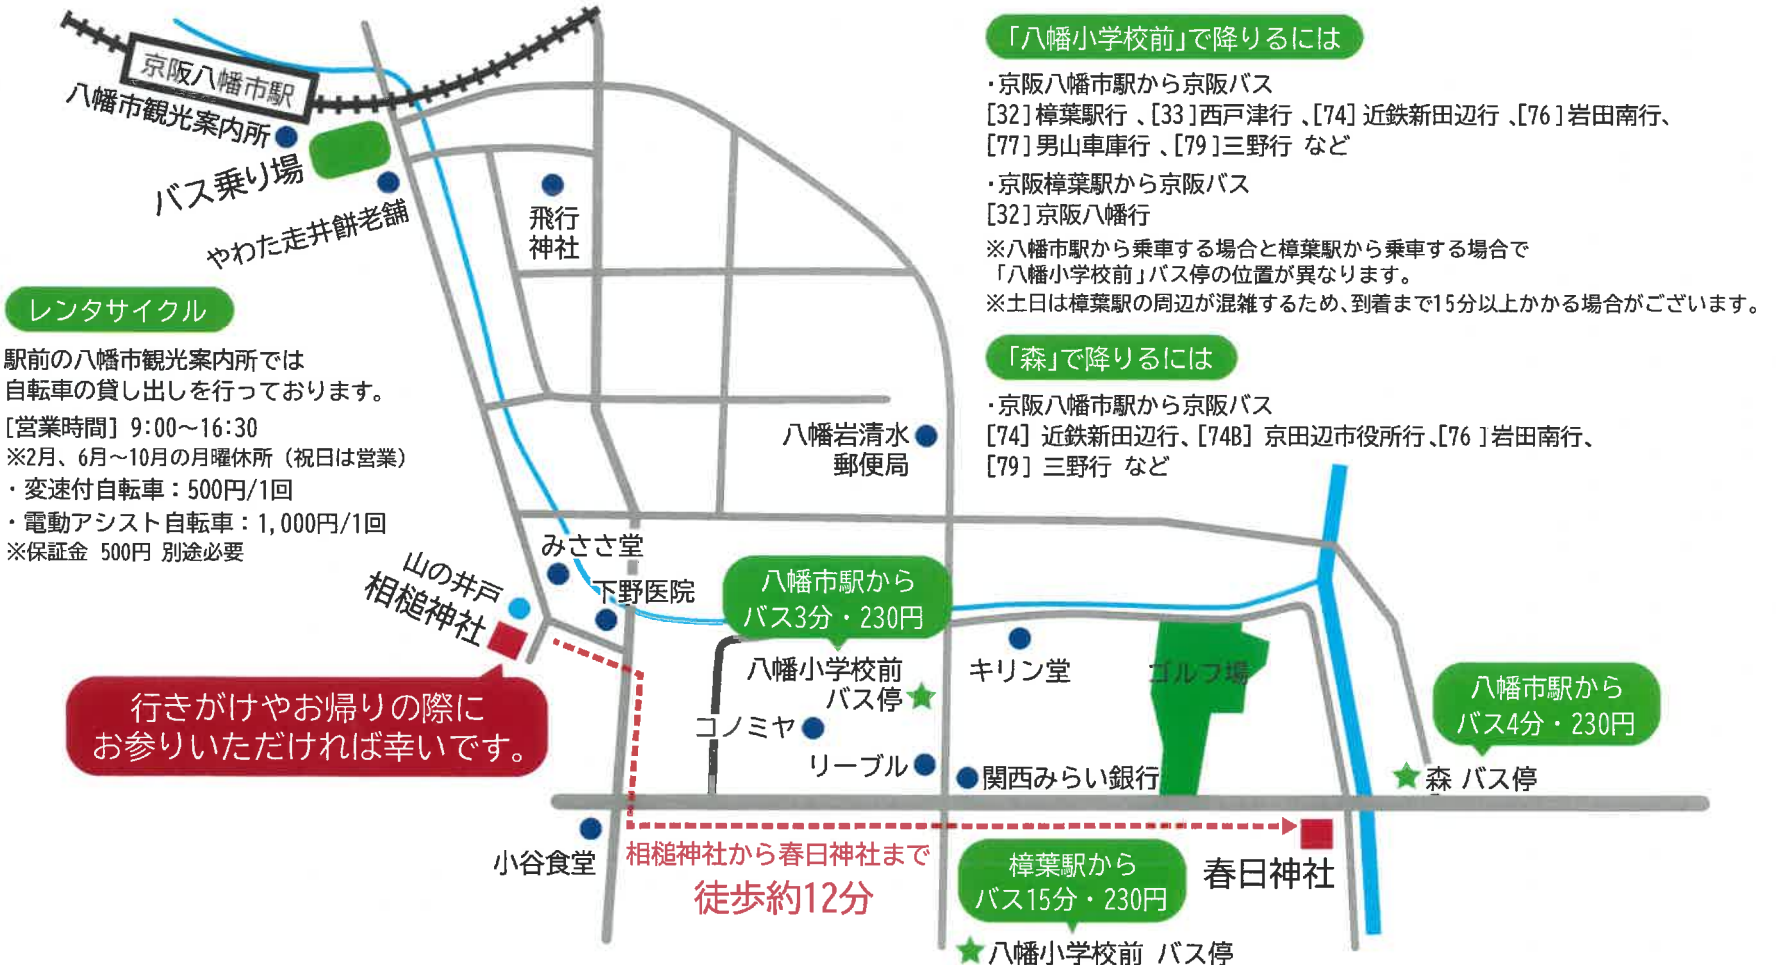 京阪八幡市駅
八幡市観光案内所
バス乗り場
やわた走井餅老舗
飛行
神社
レンタサイクル
駅前の八幡市観光案内所では
自転車の貸し出しを行っております。
[営業時間] 9:00～16:30
※2月、6月～10月の月曜休所（祝日は営業）
・変速付自転車：500円/1回
・電動アシスト自転車：1,000円/1回
※保証金 500円 別途必要
「八幡小学校前」で降りるには
・京阪八幡市駅から京阪バス
[32]樟葉駅行、[33]西戸津行、[74]近鉄新田辺行、[76]岩田南行、
[77]男山車庫行、[79]三野行 など
・京阪樟葉駅から京阪バス
[32]京阪八幡行
※八幡市駅から乗車する場合と樟葉駅から乗車する場合で
「八幡小学校前」バス停の位置が異なります。
※土日は樟葉駅の周辺が混雑するため、到着まで15分以上かかる場合がございます。
「森」で降りるには
・京阪八幡市駅から京阪バス
[74] 近鉄新田辺行、[74B] 京田辺市役所行、[76]岩田南行、
[79] 三野行 など
八幡岩清水
郵便局
みささ堂
下野医院
山の井戸
相槌神社
行きがけやお帰りの際に
お参りいただければ幸いです。
八幡市駅から
バス3分・230円
八幡小学校前
バス停
コノミヤ
リーブル
キリン堂
ゴルフ場
関西みらい銀行
八幡市駅から
バス4分・230円
森 バス停
小谷食堂
相槌神社から春日神社まで
徒歩約12分
樟葉駅から
バス15分・230円
八幡小学校前 バス停
春日神社